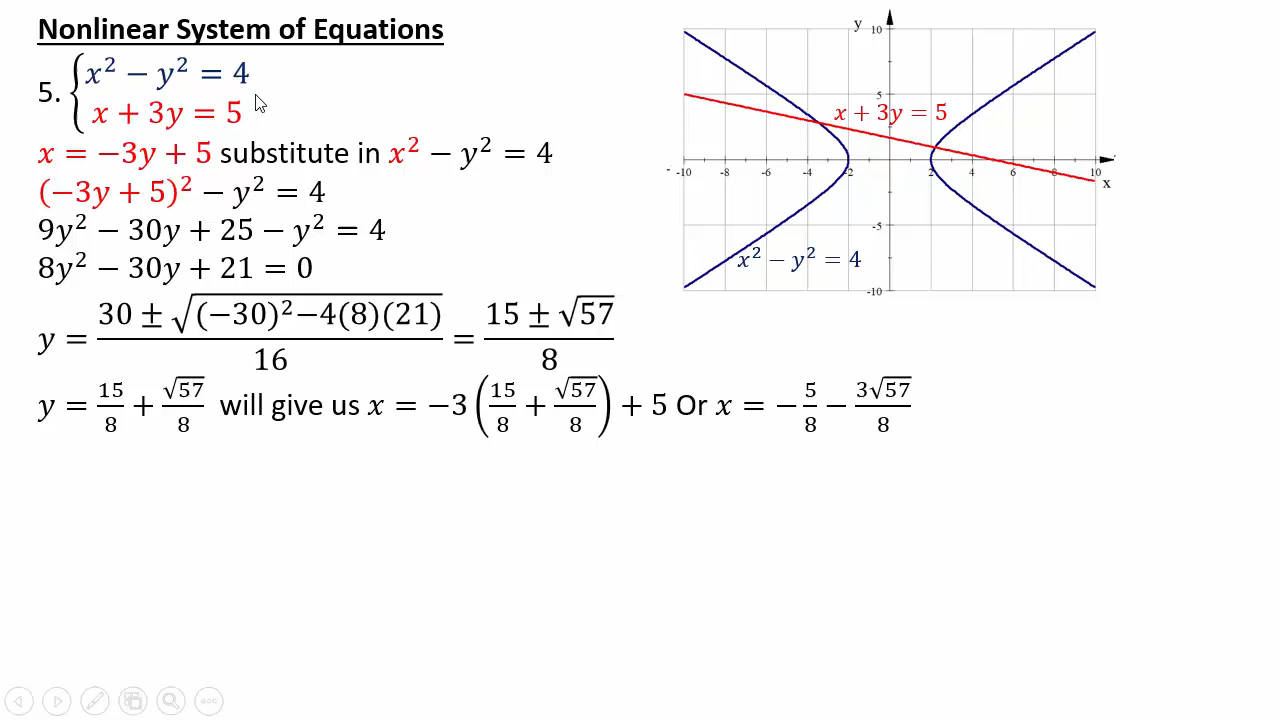 Nonlinear System of Equations
5. { x² − y² = 4
x + 3y = 5
x = −3y + 5 substitute in x² − y² = 4
(−3y + 5)² − y² = 4
9y² − 30y + 25 − y² = 4
8y² − 30y + 21 = 0
y = (30 ± √((−30)²−4(8)(21)))/16 = (15 ± √57)/8
y = 15/8 + √57/8 will give us x = −3(15/8 + √57/8) + 5 Or x = −5/8 − 3√57/8
y
10
5
x + 3y = 5
-10 -8 -6 -4 -2 2 4 6 8 10
x
-5
x² − y² = 4
-10